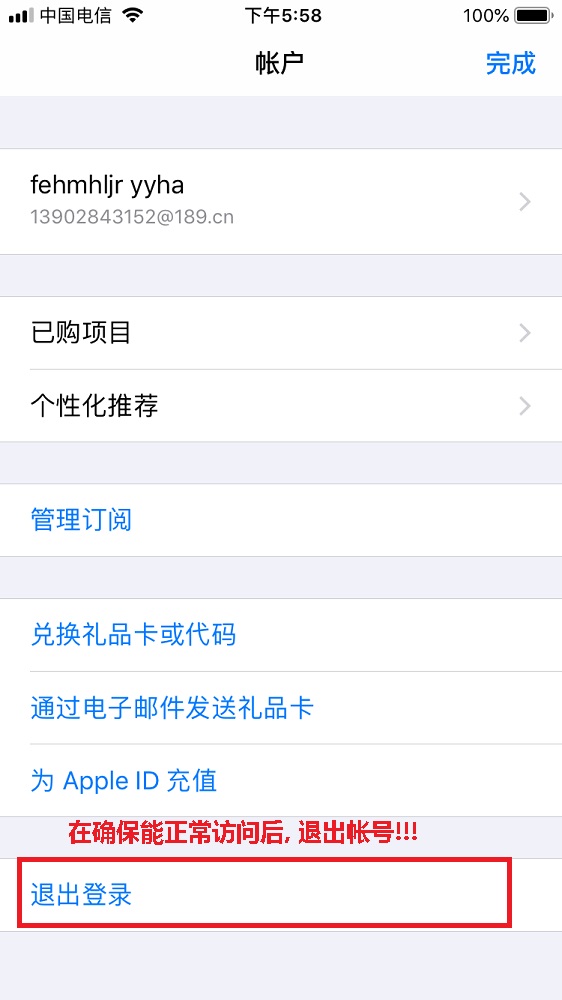 中国电信 下午5:58 100%
帐户 完成
fehmhljr yyha
13902843152@189.cn
已购项目
个性化推荐
管理订阅
兑换礼品卡或代码
通过电子邮件发送礼品卡
为 Apple ID 充值
在确保能正常访问后, 退出帐号!!!
退出登录